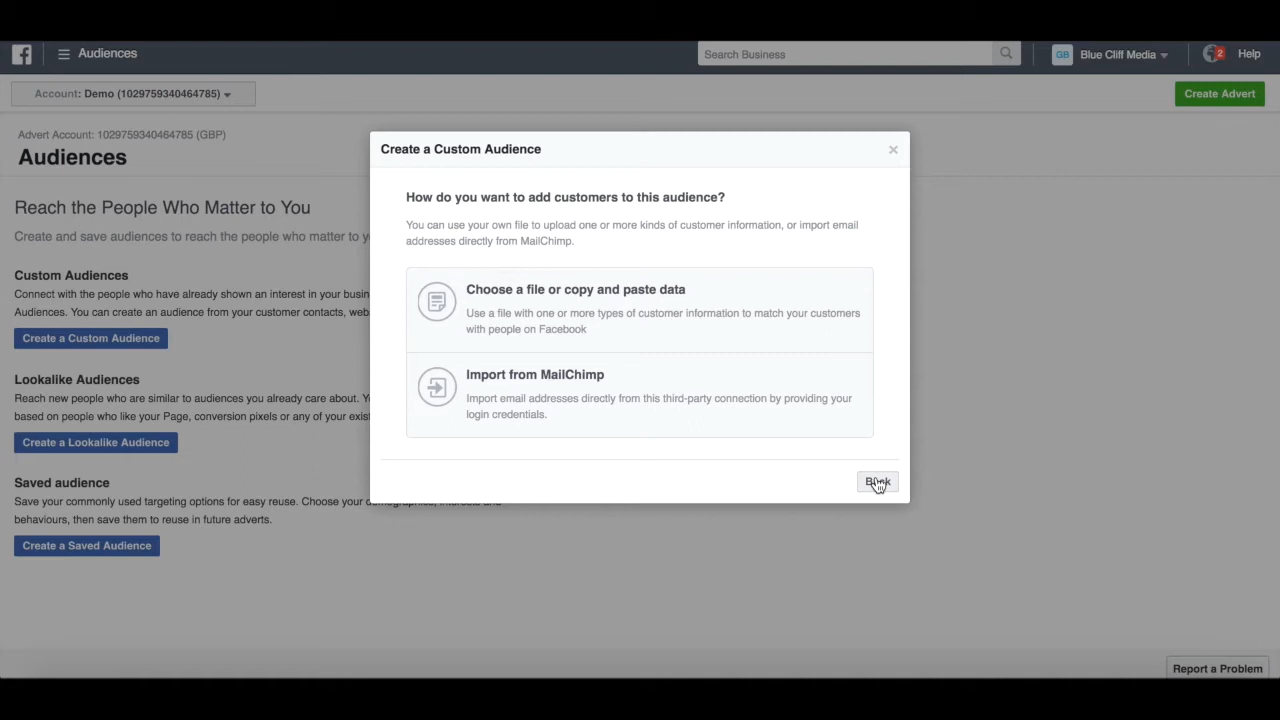 Audiences
Search Business
GB
Blue Cliff Media
2
Help
Account: Demo (1029759340464785)
Create Advert
Advert Account: 1029759340464785 (GBP)
Audiences
Reach the People Who Matter to You
Create and save audiences to reach the people who matter to
Custom Audiences
Connect with the people who have already shown an interest in your
Audiences. You can create an audience from your customer contacts,
Create a Custom Audience
Lookalike Audiences
Reach new people who are similar to audiences you already care about.
based on people who like your Page, conversion pixels or any of your
Create a Lookalike Audience
Saved audience
Save your commonly used targeting options for easy reuse. Choose your
behaviours, then save them to reuse in future adverts.
Create a Saved Audience
Create a Custom Audience
×
How do you want to add customers to this audience?
You can use your own file to upload one or more kinds of customer information, or import email
addresses directly from MailChimp.
Choose a file or copy and paste data
Use a file with one or more types of customer information to match your customers
with people on Facebook
Import from MailChimp
Import email addresses directly from this third-party connection by providing your
login credentials.
Back
Report a Problem